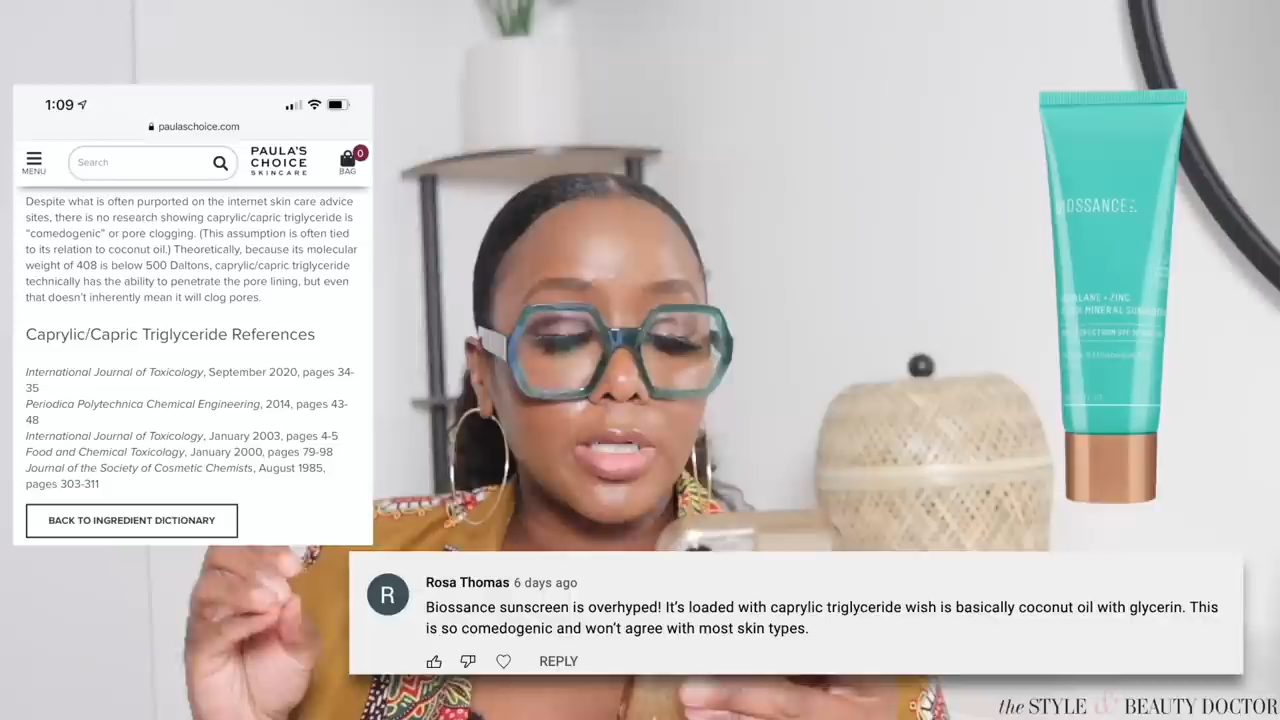 1:09
paulaschoice.com
MENU
Search
PAULA'S
CHOICE
SKINCARE
0
BAG
Despite what is often purported on the internet skin care advice
sites, there is no research showing caprylic/capric triglyceride is
“comedogenic” or pore clogging. (This assumption is often tied
to its relation to coconut oil.) Theoretically, because its molecular
weight of 408 is below 500 Daltons, caprylic/capric triglyceride
technically has the ability to penetrate the pore lining, but even
that doesn't inherently mean it will clog pores.
Caprylic/Capric Triglyceride References
International Journal of Toxicology, September 2020, pages 34-
35
Periodica Polytechnica Chemical Engineering, 2014, pages 43-
48
International Journal of Toxicology, January 2003, pages 4-5
Food and Chemical Toxicology, January 2000, pages 79-98
Journal of the Society of Cosmetic Chemists, August 1985,
pages 303-311
BACK TO INGREDIENT DICTIONARY
BIOSSANCE
ZINC
MINERAL
R
Rosa Thomas 6 days ago
Biossance sunscreen is overhyped! It's loaded with caprylic triglyceride wish is basically coconut oil with glycerin. This
is so comedogenic and won't agree with most skin types.
REPLY
the STYLE & BEAUTY DOCTOR